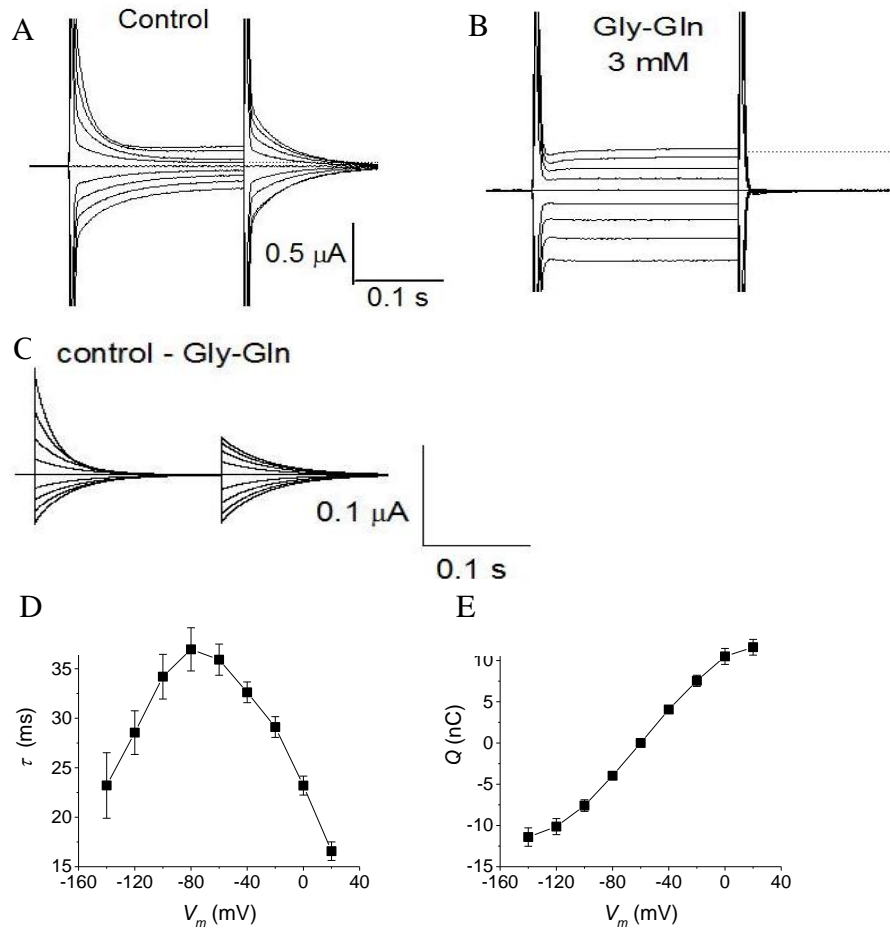 A
Control
0.5 μA
0.1 s
B
Gly-Gln
3 mM
C
control - Gly-Gln
0.1 μA
0.1 s
D
35
30
25
20
15
τ (ms)
-160 -120 -80 -40 0 40
Vm (mV)
E
10
5
0
-5
-10
-15
Q (nC)
-160 -120 -80 -40 0 40
Vm (mV)